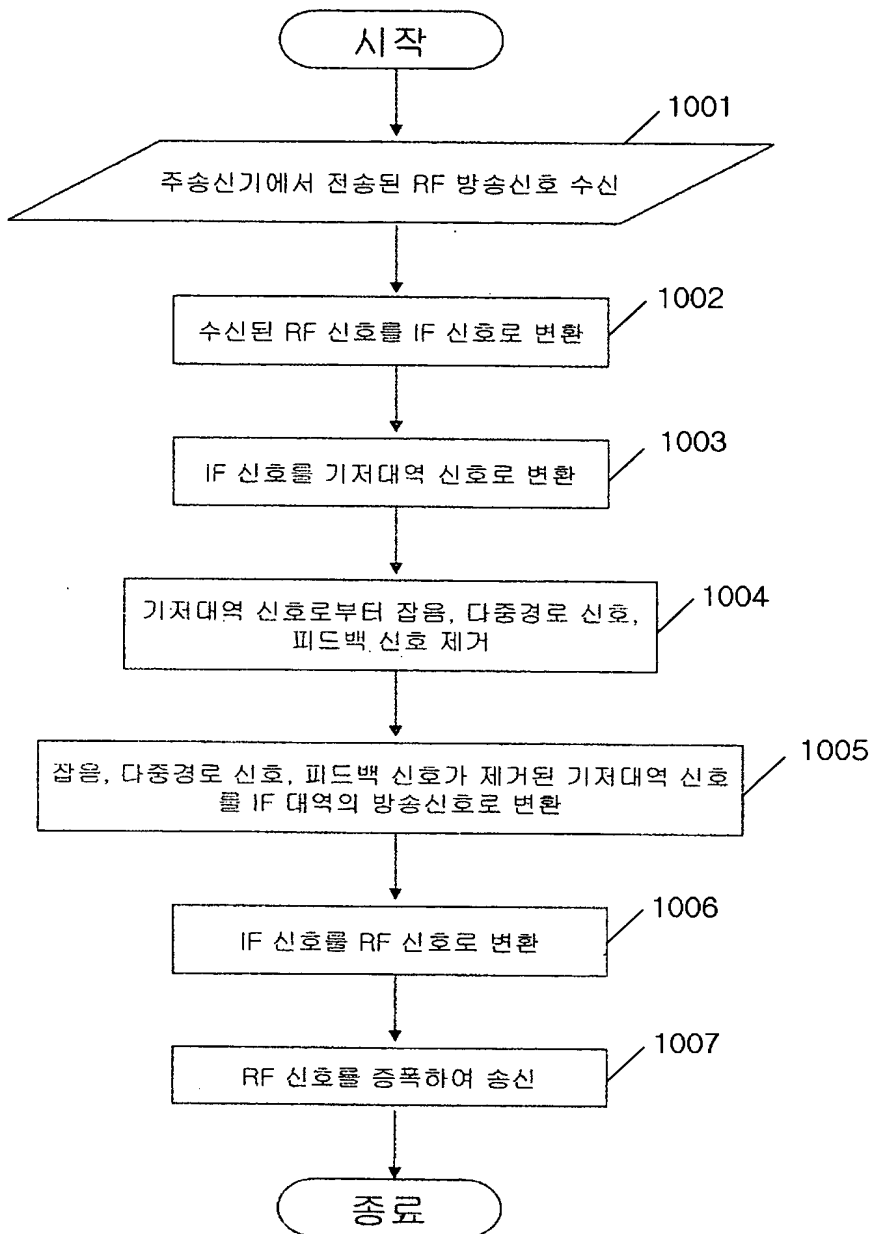 시작
1001
주송신기에서 전송된 RF 방송신호 수신
1002
수신된 RF 신호를 IF 신호로 변환
1003
IF 신호를 기저대역 신호로 변환
1004
기저대역 신호로부터 잡음, 다중경로 신호,
피드백 신호 제거
1005
잡음, 다중경로 신호, 피드백 신호가 제거된 기저대역 신호
를 IF 대역의 방송신호로 변환
1006
IF 신호를 RF 신호로 변환
1007
RF 신호를 증폭하여 송신
종료